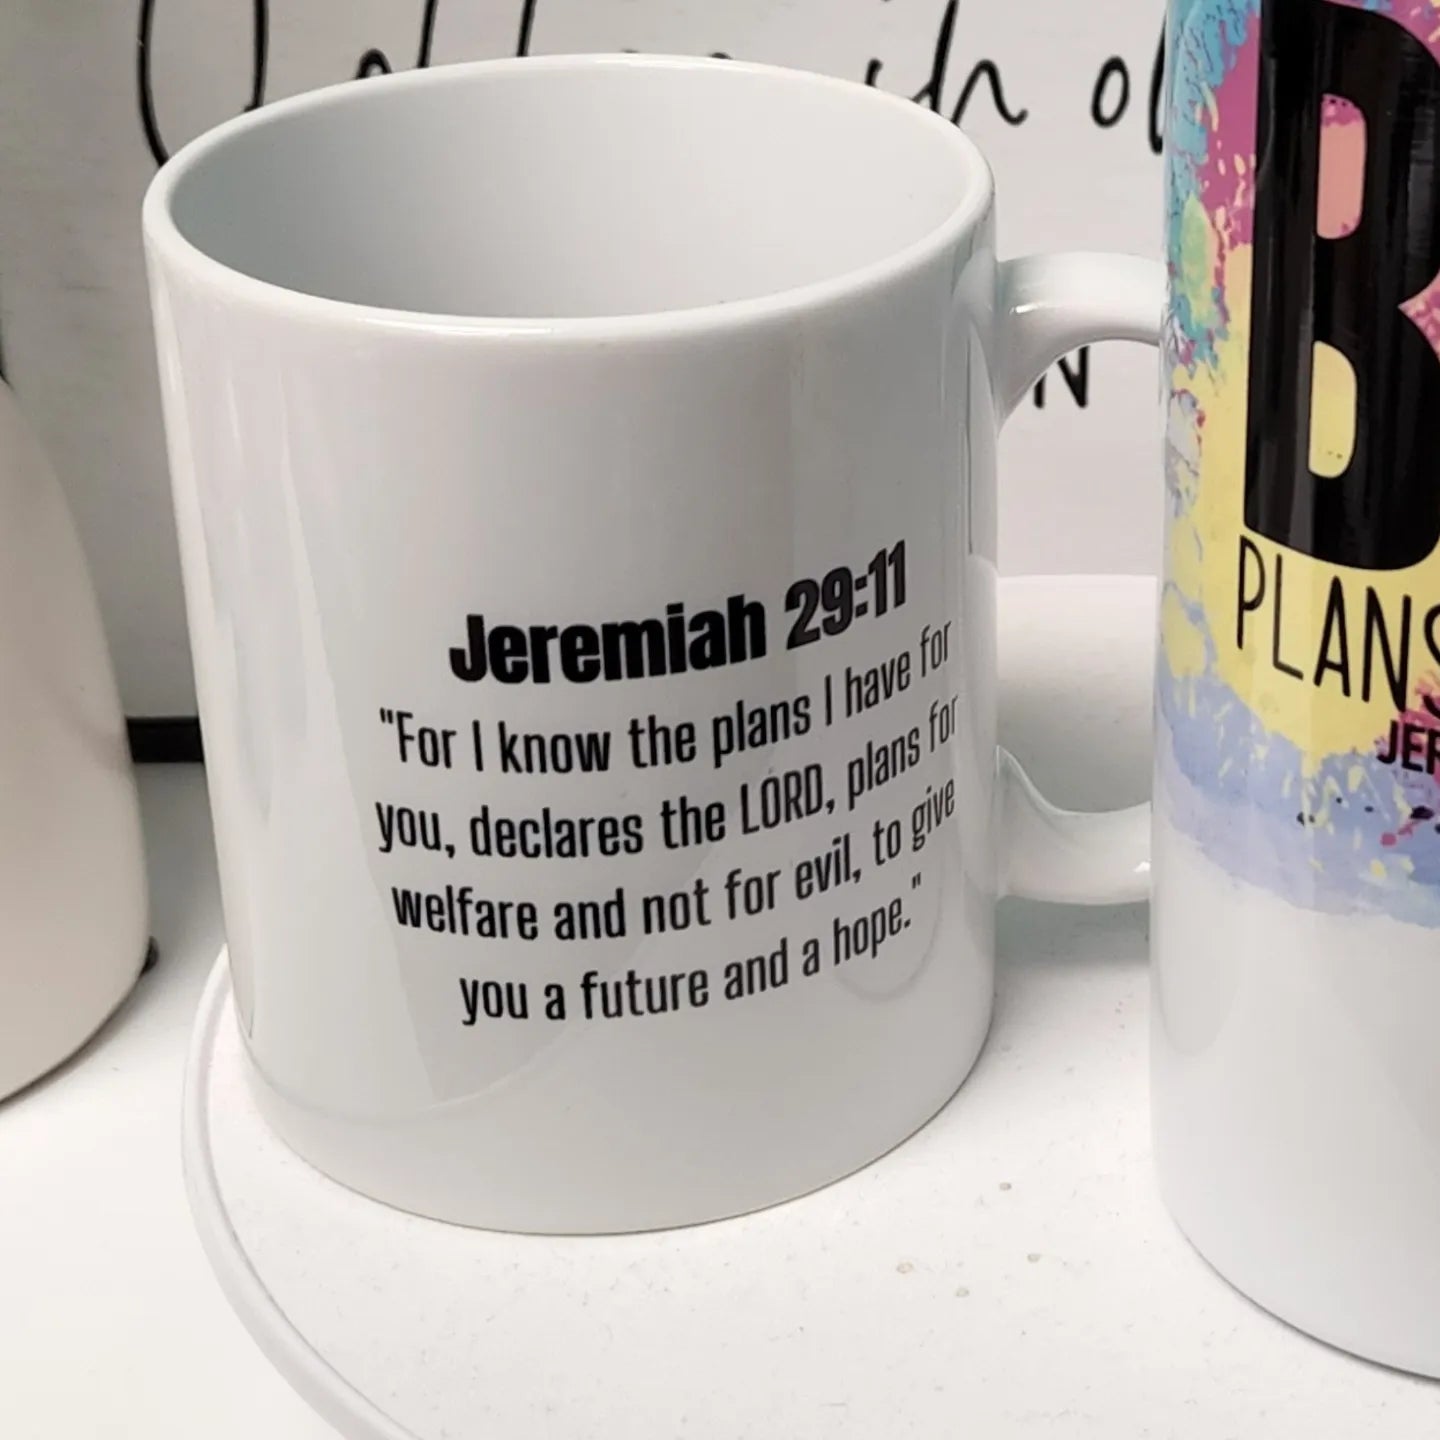 Jeremiah 29:11
"For I know the plans I have for
you, declares the LORD, plans for
welfare and not for evil, to give
you a future and a hope."
B
PLANS
JER